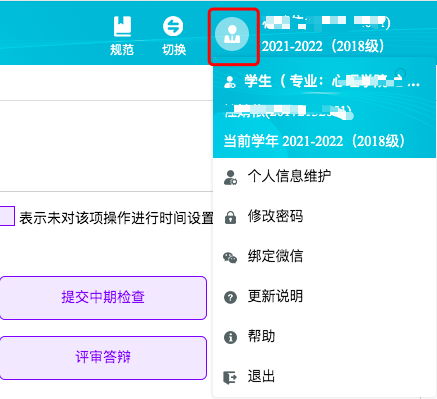 规范
切换
2021-2022（2018级）
学生（ 专业：
当前学年 2021-2022（2018级）
个人信息维护
表示未对该项操作进行时间设置
修改密码
绑定微信
提交中期检查
更新说明
帮助
评审答辩
退出